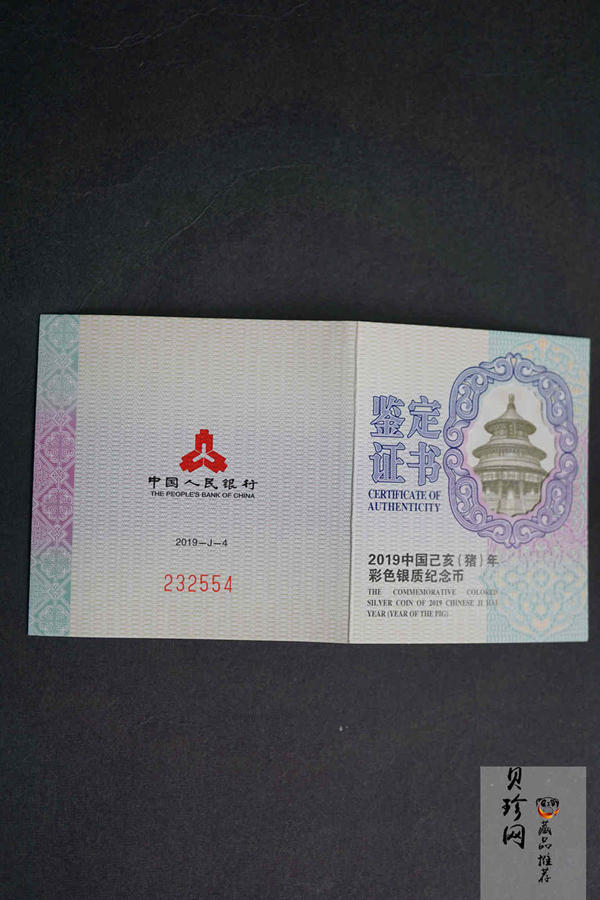 中国人民银行
THE PEOPLE'S BANK OF CHINA
2019-J-4
232554
鉴定
证书
CERTIFICATE OF
AUTHENTICITY
2019中国己亥(猪)年
彩色银质纪念币
THE COMMEMORATIVE COLORED
SILVER COIN OF 2019 CHINESE JI HAI
YEAR (YEAR OF THE PIG)
贝珍网
藏品推荐